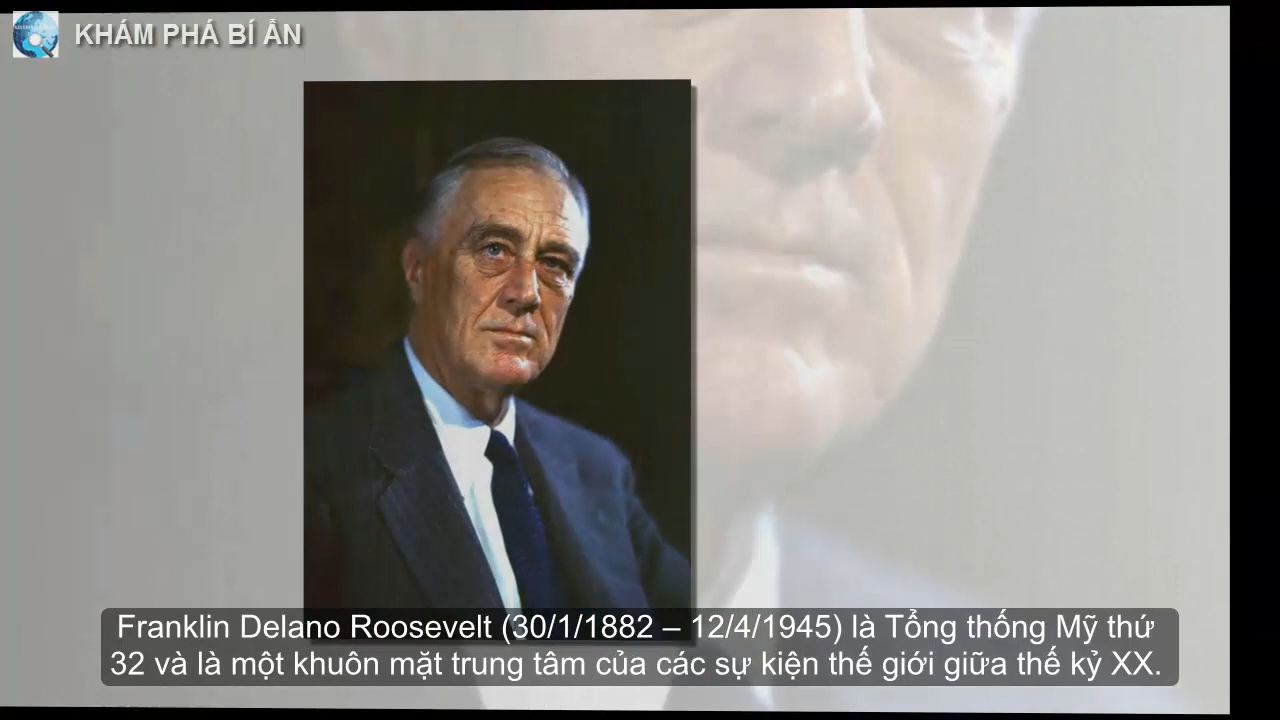 KHÁM PHÁ BÍ ẨN
Franklin Delano Roosevelt (30/1/1882 – 12/4/1945) là Tổng thống Mỹ thứ
32 và là một khuôn mặt trung tâm của các sự kiện thế giới giữa thế kỷ XX.